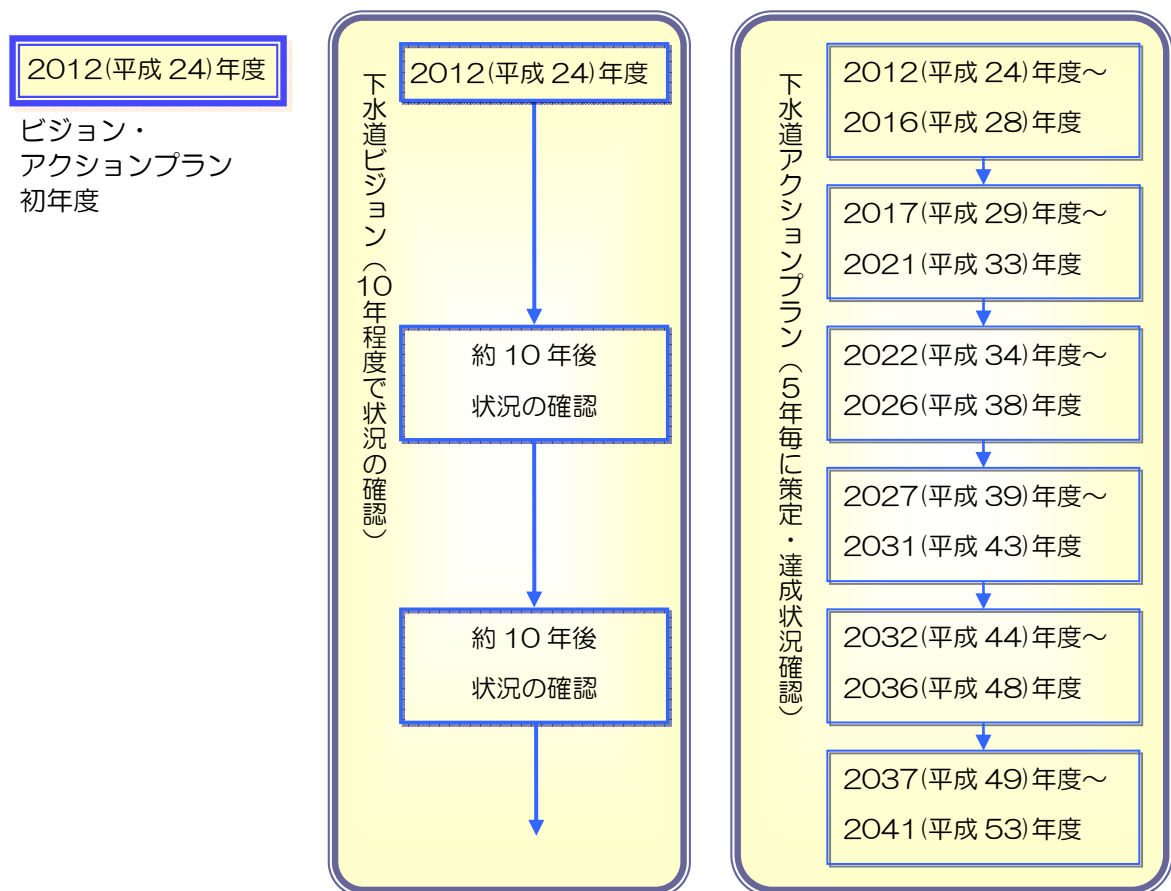 2012(平成 24)年度
ビジョン・
アクションプラン
初年度
下水道ビジョン（10年程度で状況の確認）
2012(平成 24)年度
約 10 年後
状況の確認
約 10 年後
状況の確認
下水道アクションプラン（5年毎に策定・達成状況確認）
2012(平成 24)年度～
2016(平成 28)年度
2017(平成 29)年度～
2021(平成 33)年度
2022(平成 34)年度～
2026(平成 38)年度
2027(平成 39)年度～
2031(平成 43)年度
2032(平成 44)年度～
2036(平成 48)年度
2037(平成 49)年度～
2041(平成 53)年度